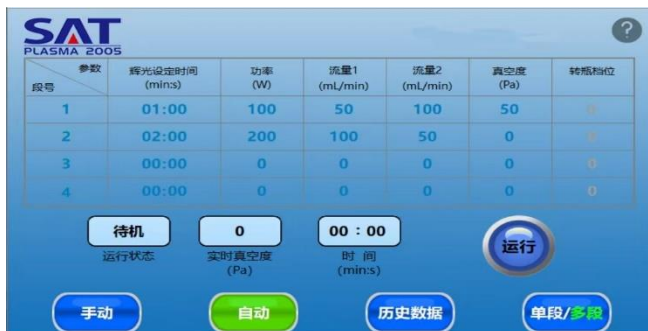 SAT
PLASMA 2005
?
参数
段号
辉光设定时间
(min:s)
功率
(W)
流量1
(mL/min)
流量2
(mL/min)
真空度
(Pa)
转瓶档位
1 01:00 100 50 100 50 0
2 02:00 200 100 50 0 0
3 00:00 0 0 0 0 0
4 00:00 0 0 0 0 0
待机 0 00 : 00
运行状态 实时真空度 时 间
(Pa) (min:s)
运行
手动 自动 历史数据 单段/多段